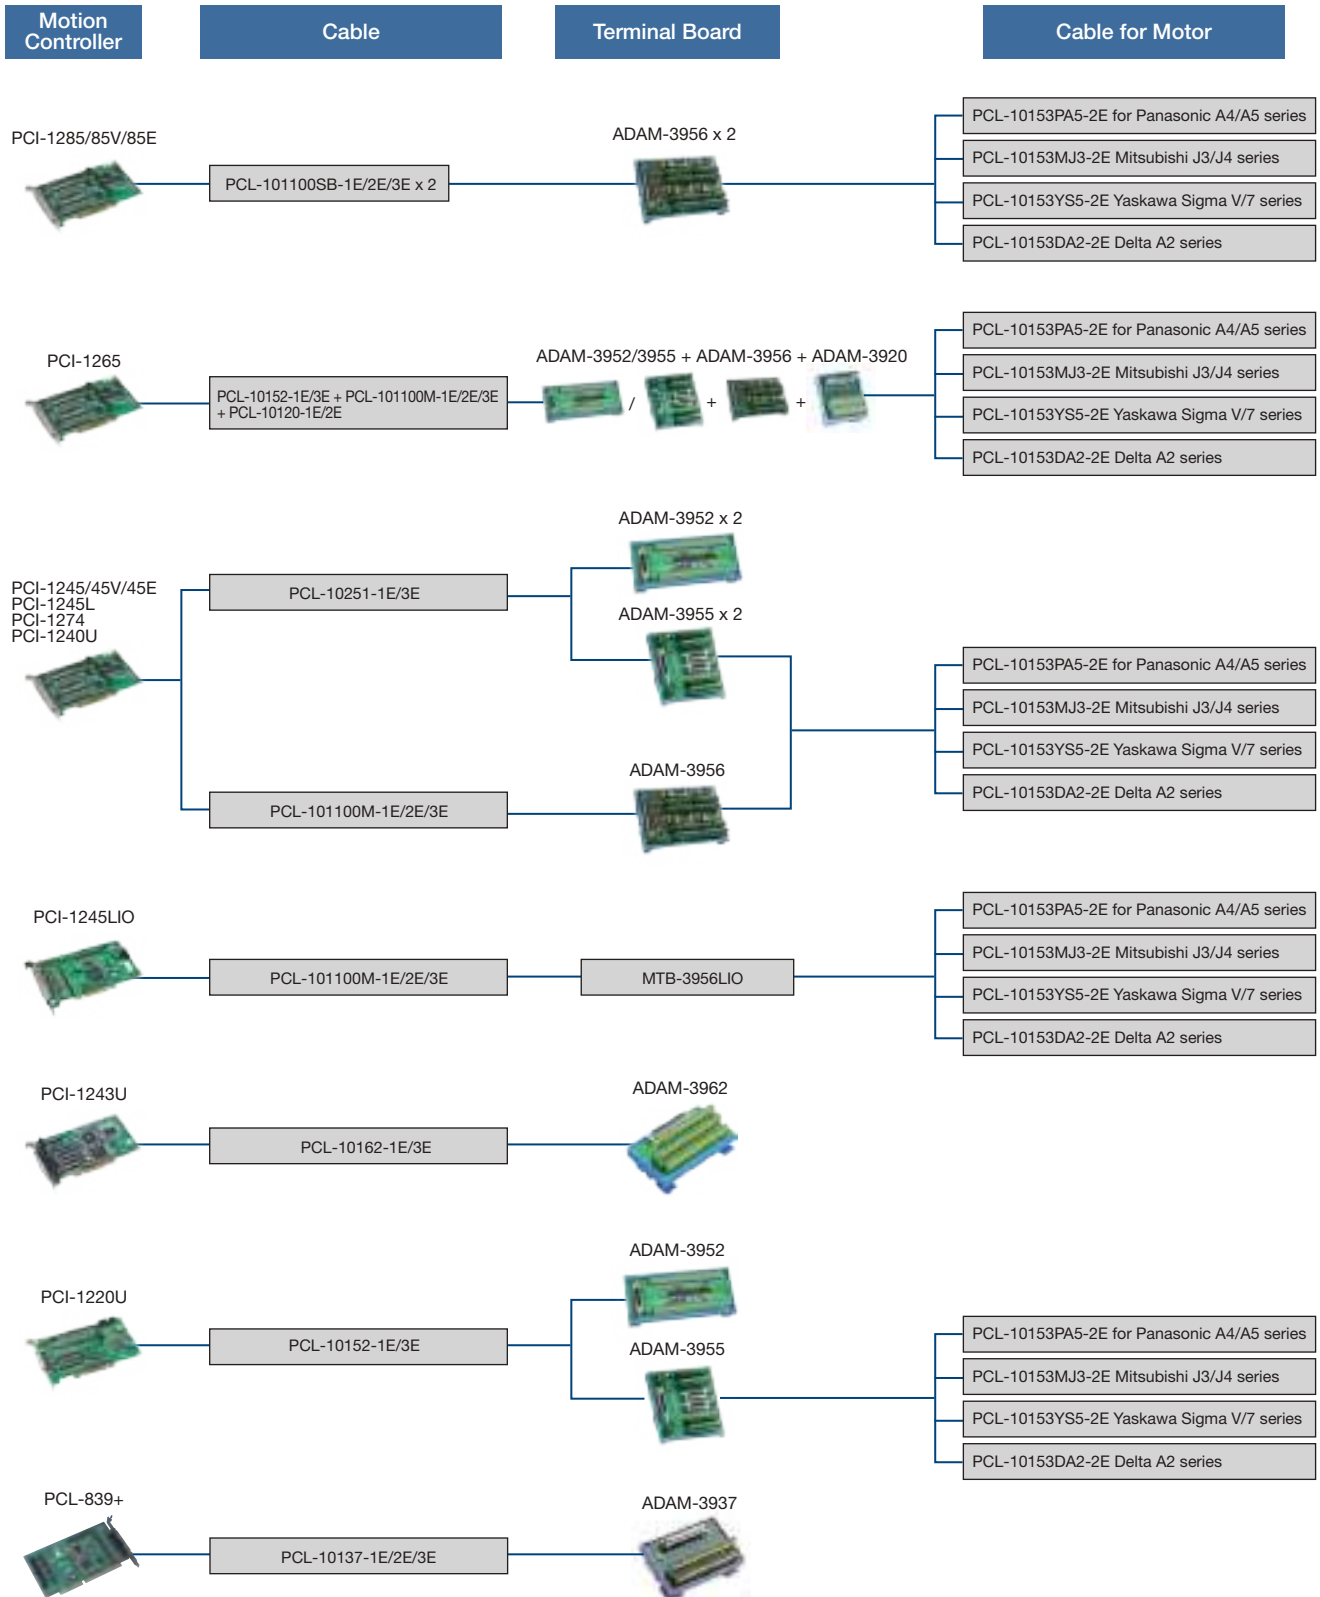 Motion
Controller
Cable
Terminal Board
Cable for Motor
PCI-1285/85V/85E
PCL-101100SB-1E/2E/3E x 2
ADAM-3956 x 2
PCL-10153PA5-2E for Panasonic A4/A5 series
PCL-10153MJ3-2E Mitsubishi J3/J4 series
PCL-10153YS5-2E Yaskawa Sigma V/7 series
PCL-10153DA2-2E Delta A2 series
PCI-1265
PCL-10152-1E/3E + PCL-101100M-1E/2E/3E
+ PCL-10120-1E/2E
ADAM-3952/3955 + ADAM-3956 + ADAM-3920
/ + +
PCL-10153PA5-2E for Panasonic A4/A5 series
PCL-10153MJ3-2E Mitsubishi J3/J4 series
PCL-10153YS5-2E Yaskawa Sigma V/7 series
PCL-10153DA2-2E Delta A2 series
PCI-1245/45V/45E
PCI-1245L
PCI-1274
PCI-1240U
PCL-10251-1E/3E
ADAM-3952 x 2
ADAM-3955 x 2
PCL-101100M-1E/2E/3E
ADAM-3956
PCL-10153PA5-2E for Panasonic A4/A5 series
PCL-10153MJ3-2E Mitsubishi J3/J4 series
PCL-10153YS5-2E Yaskawa Sigma V/7 series
PCL-10153DA2-2E Delta A2 series
PCI-1245LIO
PCL-101100M-1E/2E/3E
MTB-3956LIO
PCL-10153PA5-2E for Panasonic A4/A5 series
PCL-10153MJ3-2E Mitsubishi J3/J4 series
PCL-10153YS5-2E Yaskawa Sigma V/7 series
PCL-10153DA2-2E Delta A2 series
PCI-1243U
PCL-10162-1E/3E
ADAM-3962
PCI-1220U
PCL-10152-1E/3E
ADAM-3952
ADAM-3955
PCL-10153PA5-2E for Panasonic A4/A5 series
PCL-10153MJ3-2E Mitsubishi J3/J4 series
PCL-10153YS5-2E Yaskawa Sigma V/7 series
PCL-10153DA2-2E Delta A2 series
PCL-839+
PCL-10137-1E/2E/3E
ADAM-3937